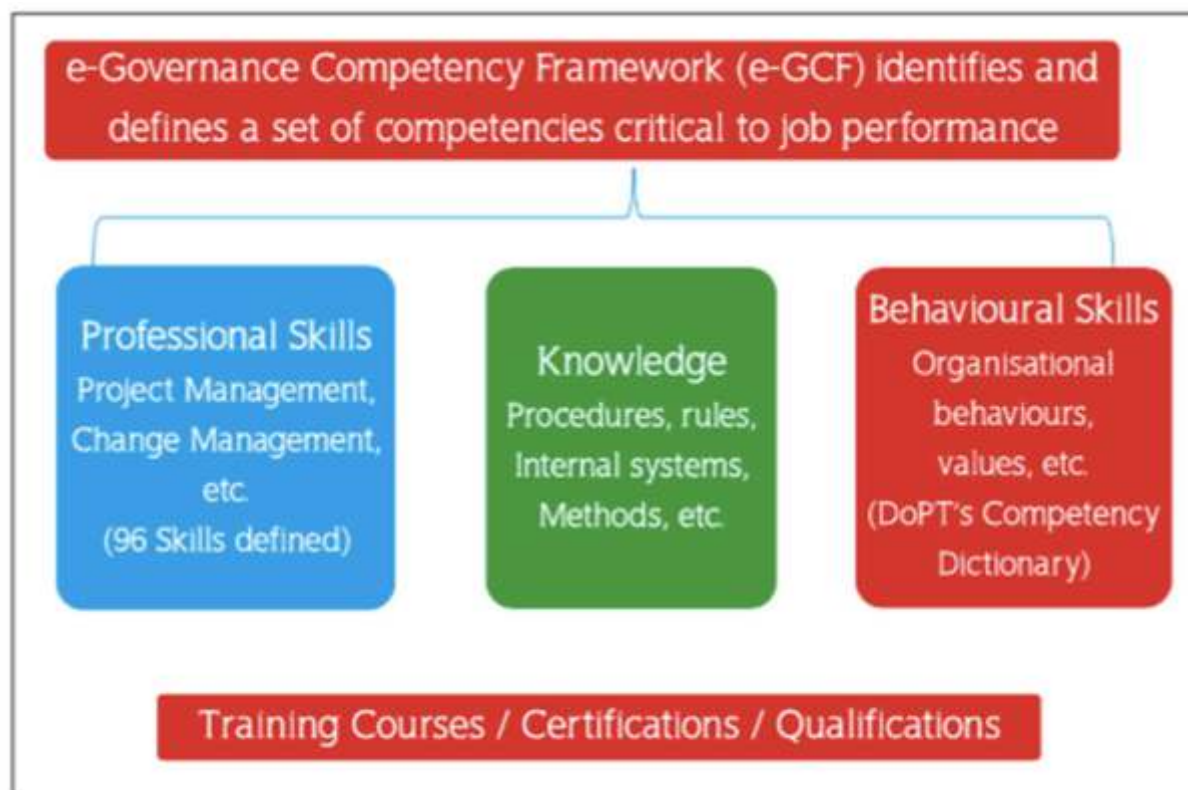 e-Governance Competency Framework (e-GCF) identifies and
defines a set of competencies critical to job performance
Professional Skills
Project Management,
Change Management,
etc.
(96 Skills defined)
Knowledge
Procedures, rules,
Internal systems,
Methods, etc.
Behavioural Skills
Organisational
behaviours,
values, etc.
(DoPT's Competency
Dictionary)
Training Courses / Certifications / Qualifications